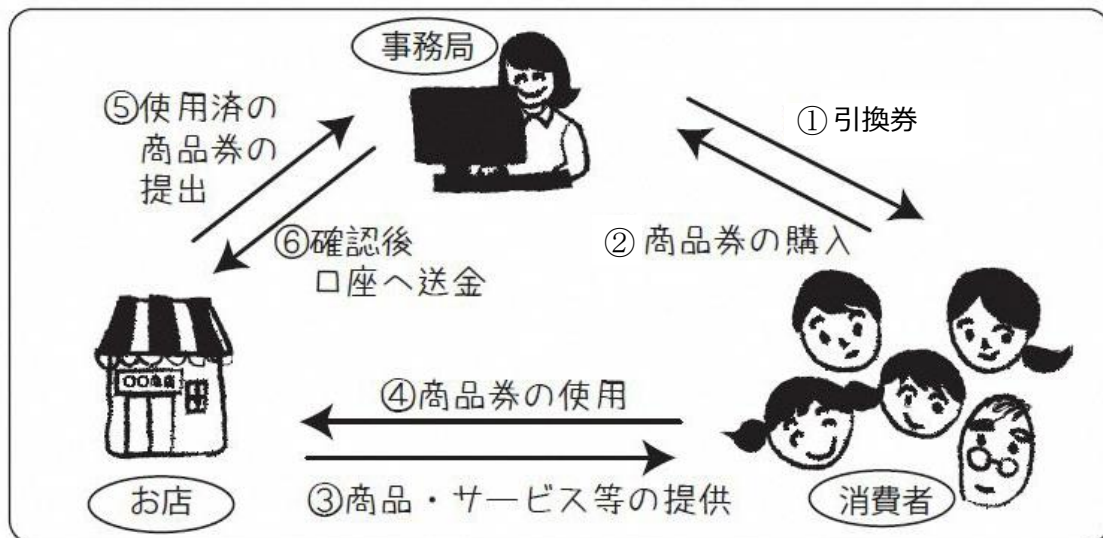 事務局
⑤使用済の
商品券の
提出
① 引換券
⑥確認後
口座へ送金
② 商品券の購入
④商品券の使用
③商品・サービス等の提供
お店
消費者